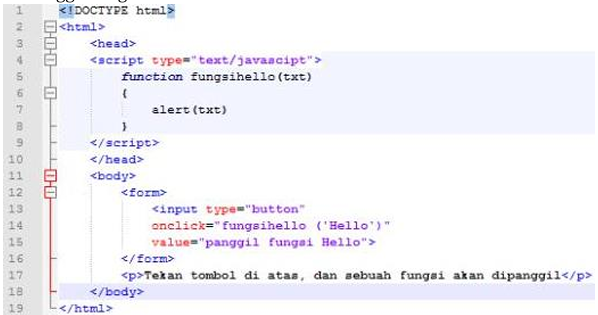 1 <!DOCTYPE html>
2 <html>
3 <head>
4 <script type="text/javascipt">
5 function fungsihello(txt)
6 {
7 alert(txt)
8 }
9 </script>
10 </head>
11 <body>
12 <form>
13 <input type="button"
14 onclick="fungsihello ('Hello')"
15 value="panggil fungsi Hello">
16 </form>
17 <p>Tekan tombol di atas, dan sebuah fungsi akan dipanggil</p>
18 </body>
19 </html>